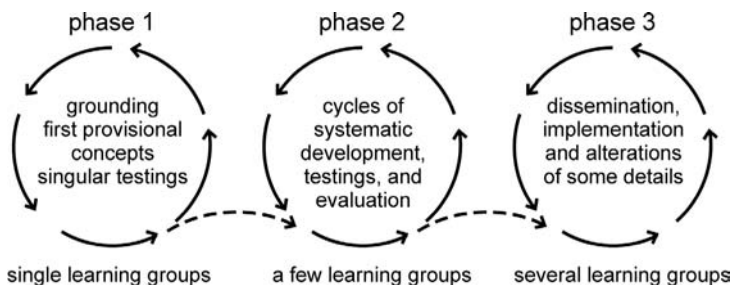 phase 1
grounding
first provisional
concepts
singular testings
single learning groups
phase 2
cycles of
systematic
development,
testings, and
evaluation
a few learning groups
phase 3
dissemination,
implementation
and alterations
of some details
several learning groups